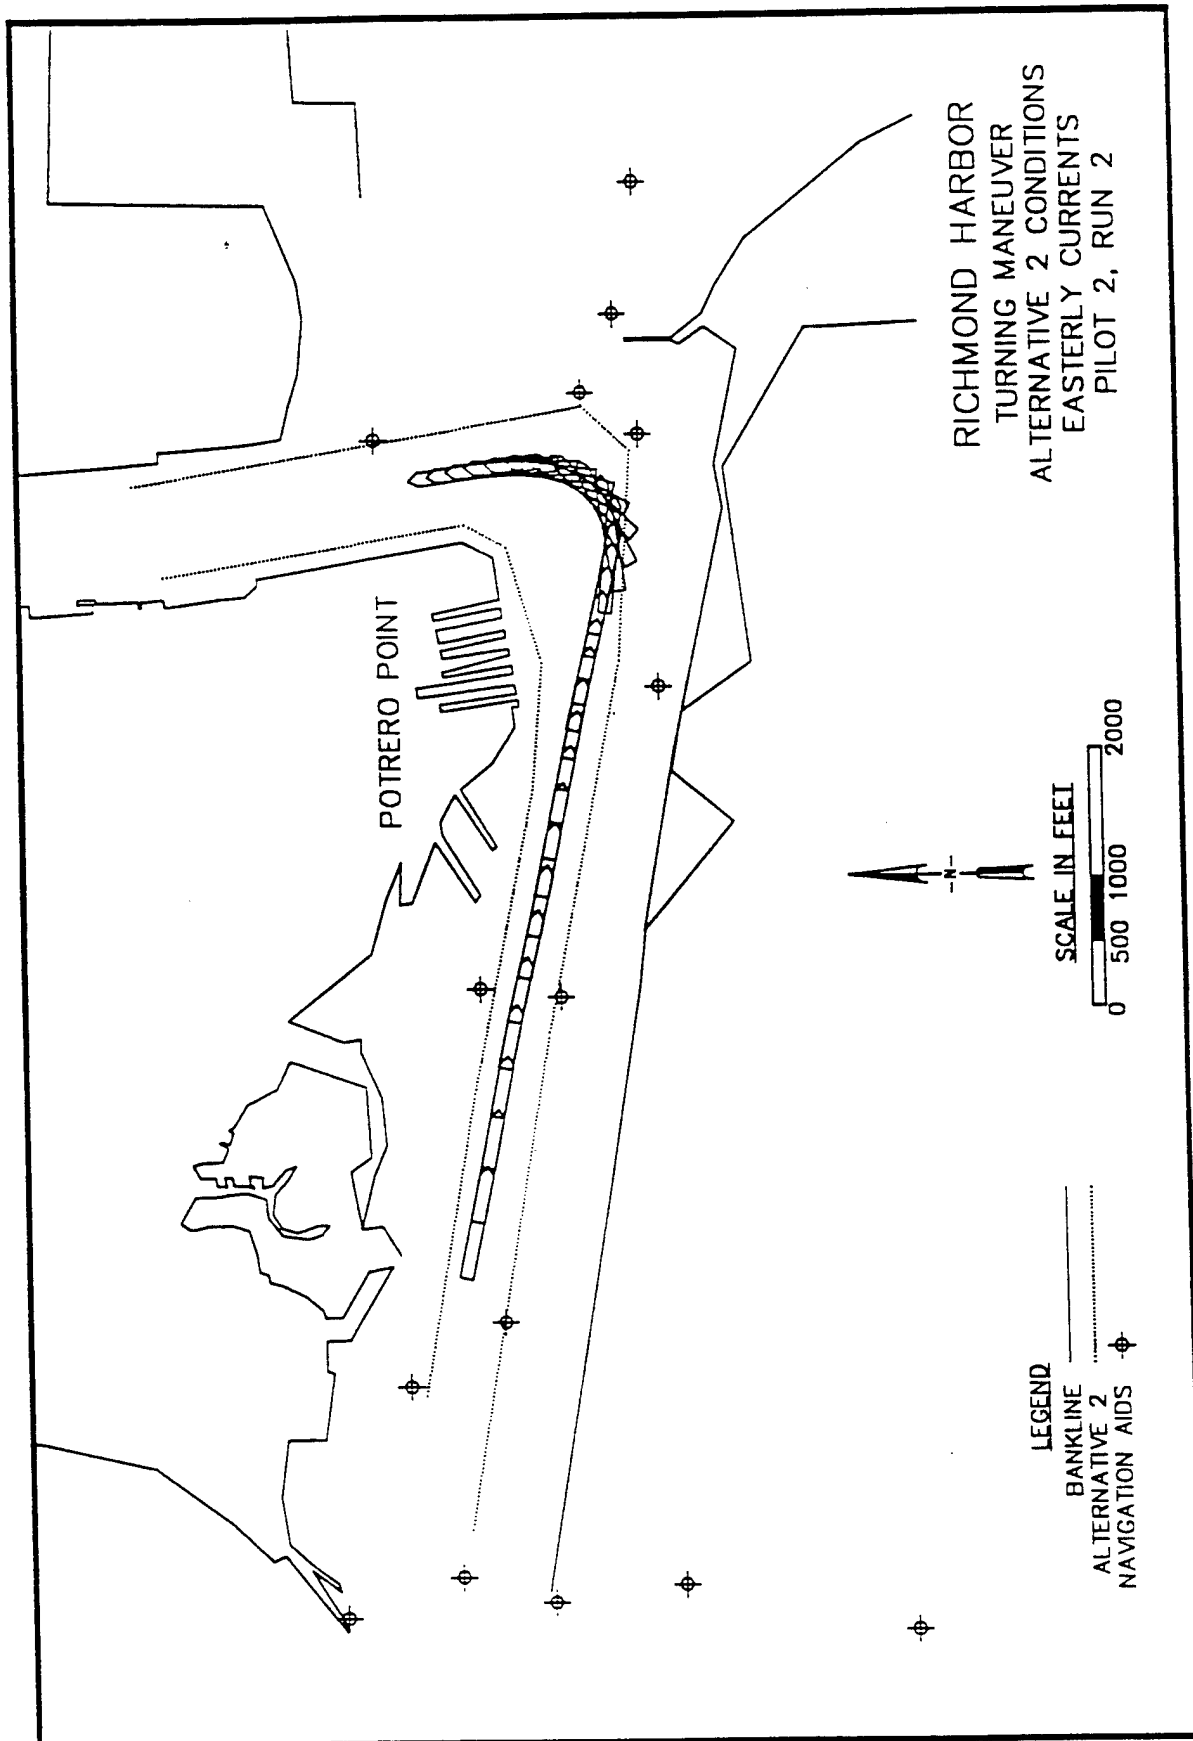 RICHMOND HARBOR
TURNING MANEUVER
ALTERNATIVE 2 CONDITIONS
EASTERLY CURRENTS
PILOT 2, RUN 2
POTRERO POINT
-N-
SCALE IN FEET
0 500 1000 2000
LEGEND
BANKLINE
ALTERNATIVE 2
NAVIGATION AIDS